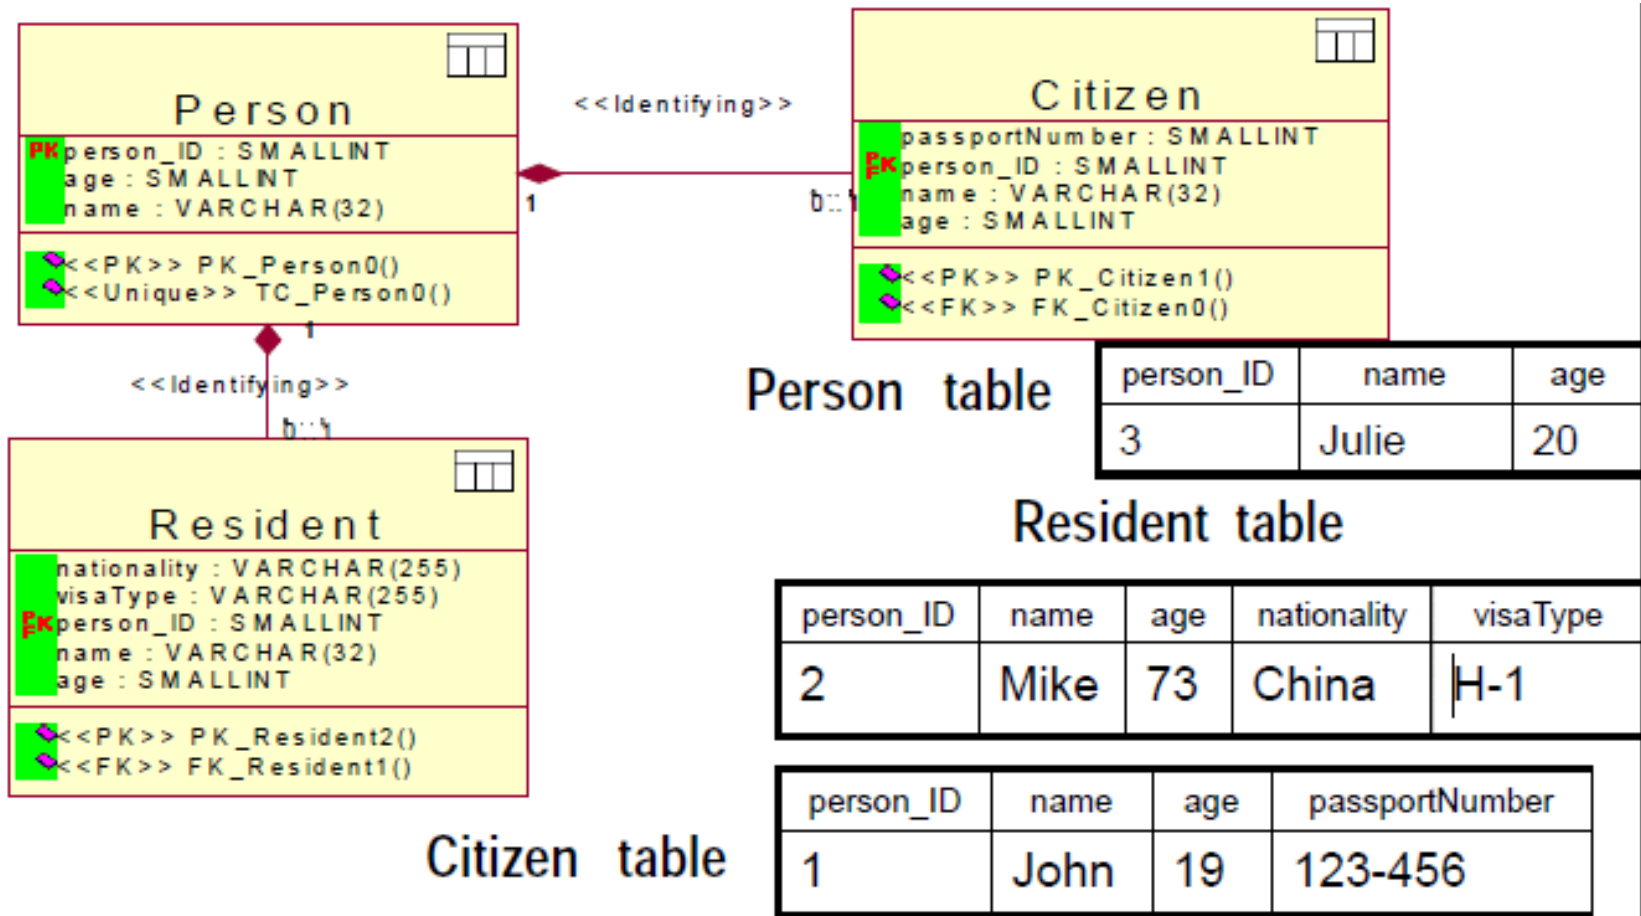 Person
PK person_ID : SMALLINT
age : SMALLINT
name : VARCHAR(32)
<<PK>> PK_Person0()
<<Unique>> TC_Person0()
<<Identifying>>
1
Citizen
passportNumber : SMALLINT
PK person_ID : SMALLINT
name : VARCHAR(32)
age : SMALLINT
<<PK>> PK_Citizen1()
<<FK>> FK_Citizen0()
1
<<Identifying>>
Resident
nationality : VARCHAR(255)
visaType : VARCHAR(255)
PK person_ID : SMALLINT
name : VARCHAR(32)
age : SMALLINT
<<PK>> PK_Resident2()
<<FK>> FK_Resident1()
Person table
person_ID name age
3 Julie 20
Resident table
person_ID name age nationality visaType
2 Mike 73 China H-1
Citizen table
person_ID name age passportNumber
1 John 19 123-456